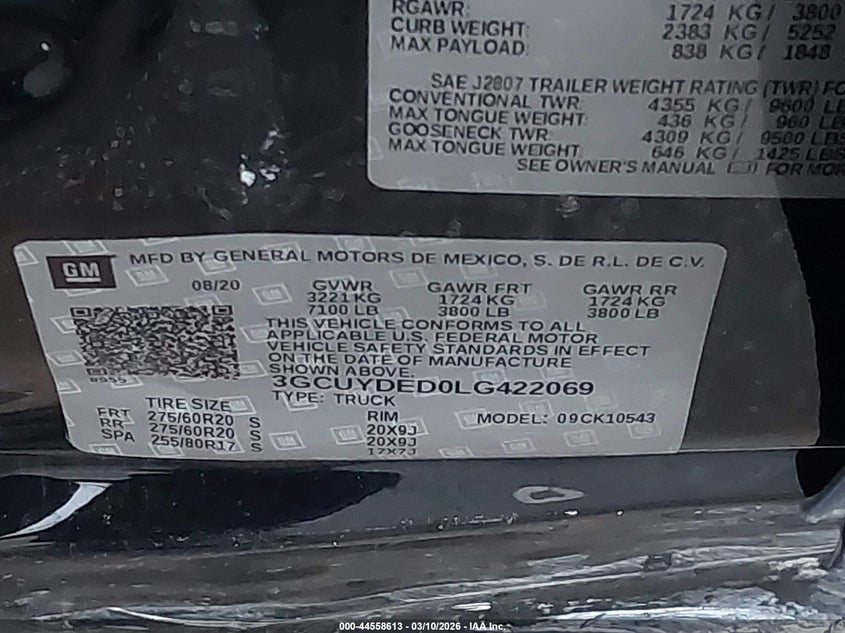 RGAWR: 1724 KG / 3800
CURB WEIGHT: 2383 KG / 5252
MAX PAYLOAD: 838 KG / 1848
SAE J2807 TRAILER WEIGHT RATING (TWR) FO
CONVENTIONAL TWR: 4355 KG / 9600 LB
MAX TONGUE WEIGHT: 436 KG / 960 LB
GOOSENECK TWR: 4309 KG / 9500 LBS
MAX TONGUE WEIGHT: 646 KG / 1425 LBS
SEE OWNER'S MANUAL FOR MOR
GM MFD BY GENERAL MOTORS DE MEXICO, S. DE R.L. DE C.V.
08/20 GVWR GAWR FRT GAWR RR
3221 KG 1724 KG 1724 KG
7100 LB 3800 LB 3800 LB
THIS VEHICLE CONFORMS TO ALL
APPLICABLE U.S. FEDERAL MOTOR
VEHICLE SAFETY STANDARDS IN EFFECT
ON THE DATE OF MANUFACTURE
SHOWN ABOVE.
3GCUYDED0LG422069
TYPE: TRUCK
TIRE SIZE RIM MODEL: 09CK10543
FRT 275/60R20 S 20X9J
RR 275/60R20 S 20X9J
SPA 255/80R17 S 17X7J
000-44558613 - 03/10/2026 - IAA Inc.